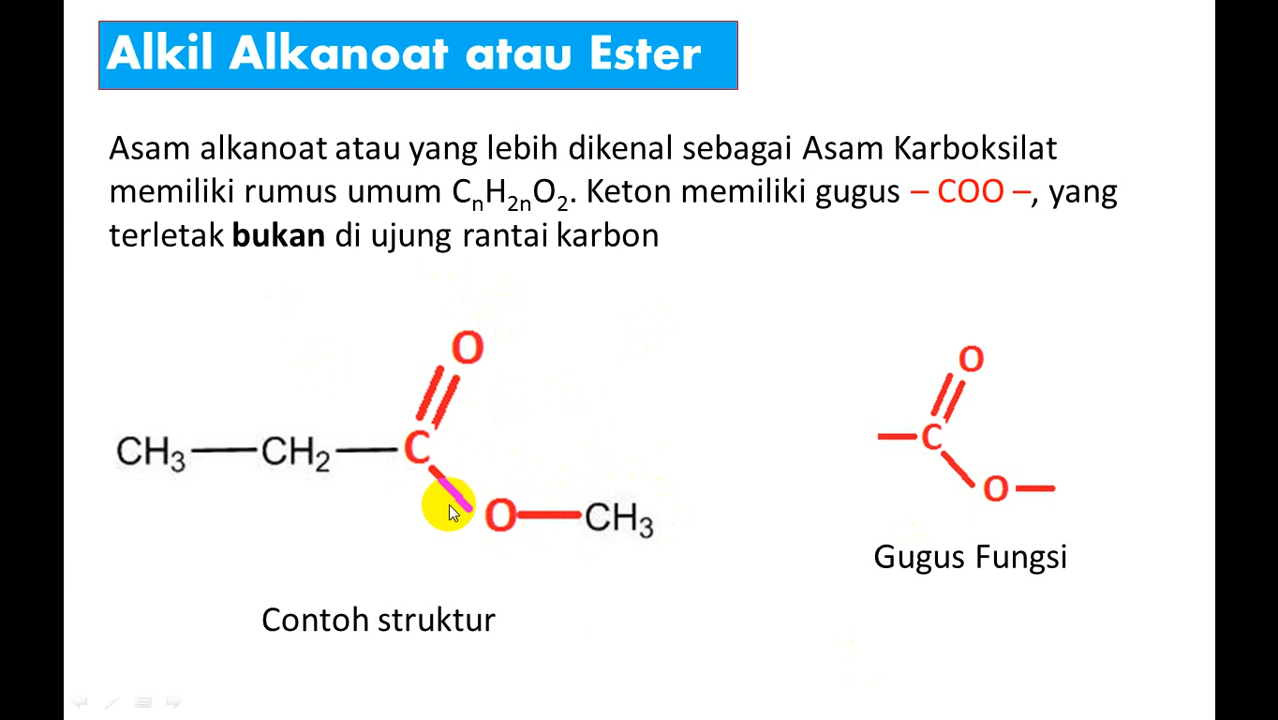 Alkil Alkanoat atau Ester
Asam alkanoat atau yang lebih dikenal sebagai Asam Karboksilat
memiliki rumus umum CₙH₂ₙO₂. Keton memiliki gugus – COO –, yang
terletak bukan di ujung rantai karbon
O
O
C
CH₃—CH₂—C
O
O—CH₃
Gugus Fungsi
Contoh struktur